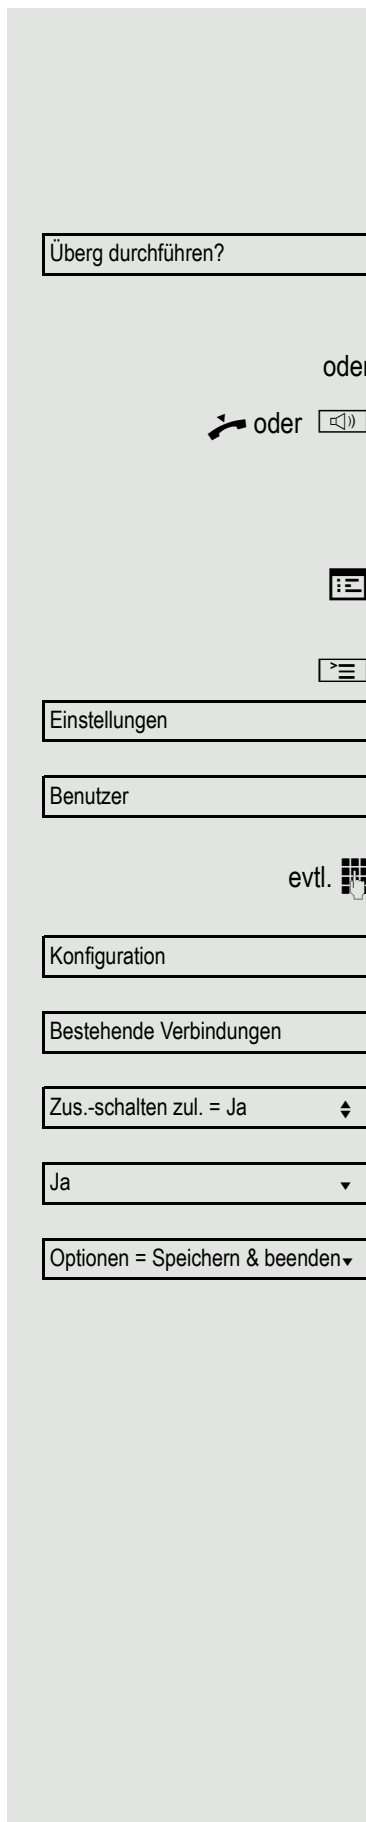 Überg durchführen?
oder
oder
Einstellungen
Benutzer
evtl.
Konfiguration
Bestehende Verbindungen
Zus.-schalten zul. = Ja
Ja
Optionen = Speichern & beenden